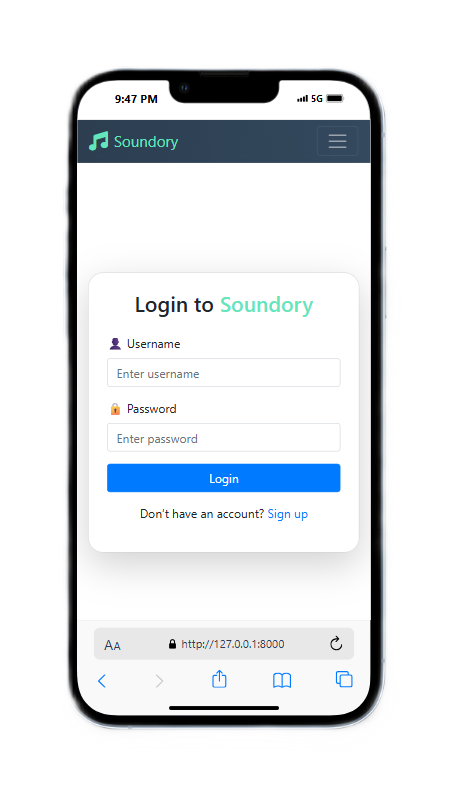 9:47 PM 5G
Soundory
Login to Soundory
Username
Enter username
Password
Enter password
Login
Don't have an account? Sign up
AA http://127.0.0.1:8000